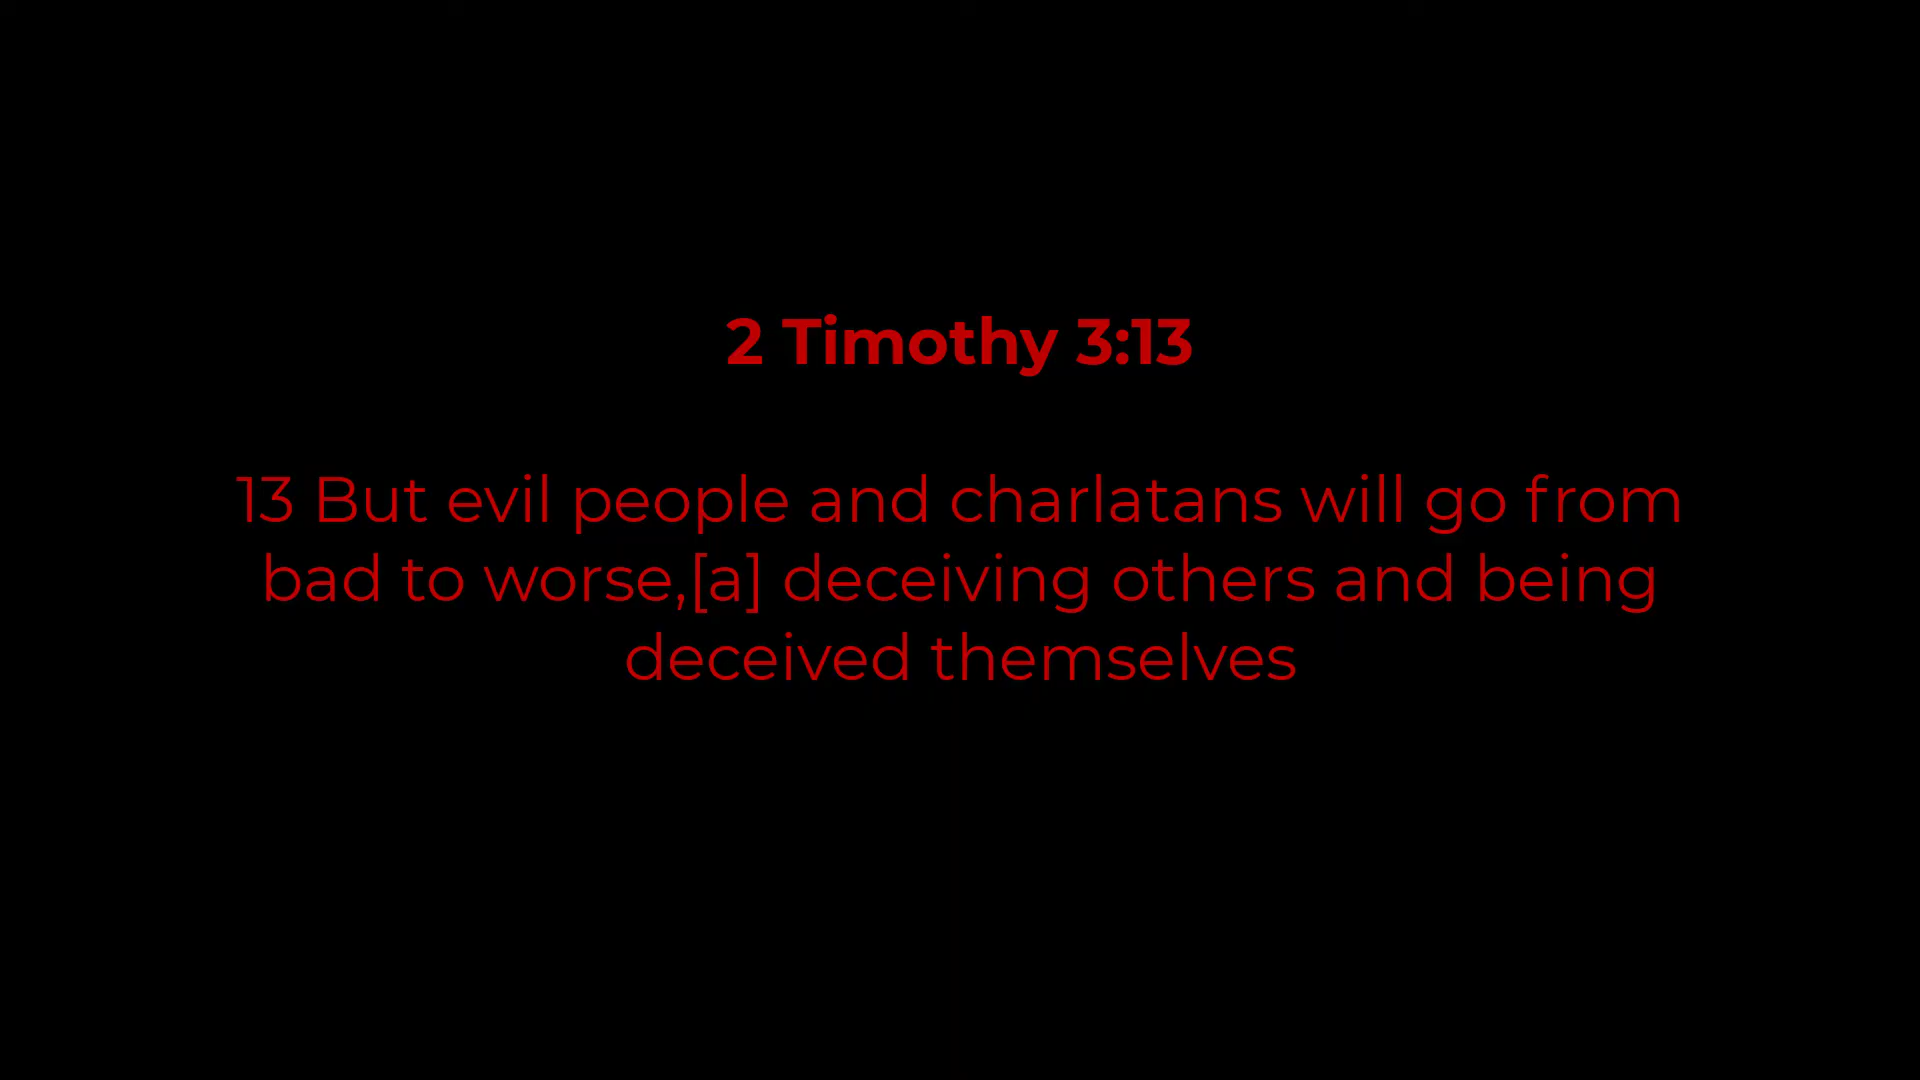 2 Timothy 3:13
13 But evil people and charlatans will go from
bad to worse,[a] deceiving others and being
deceived themselves